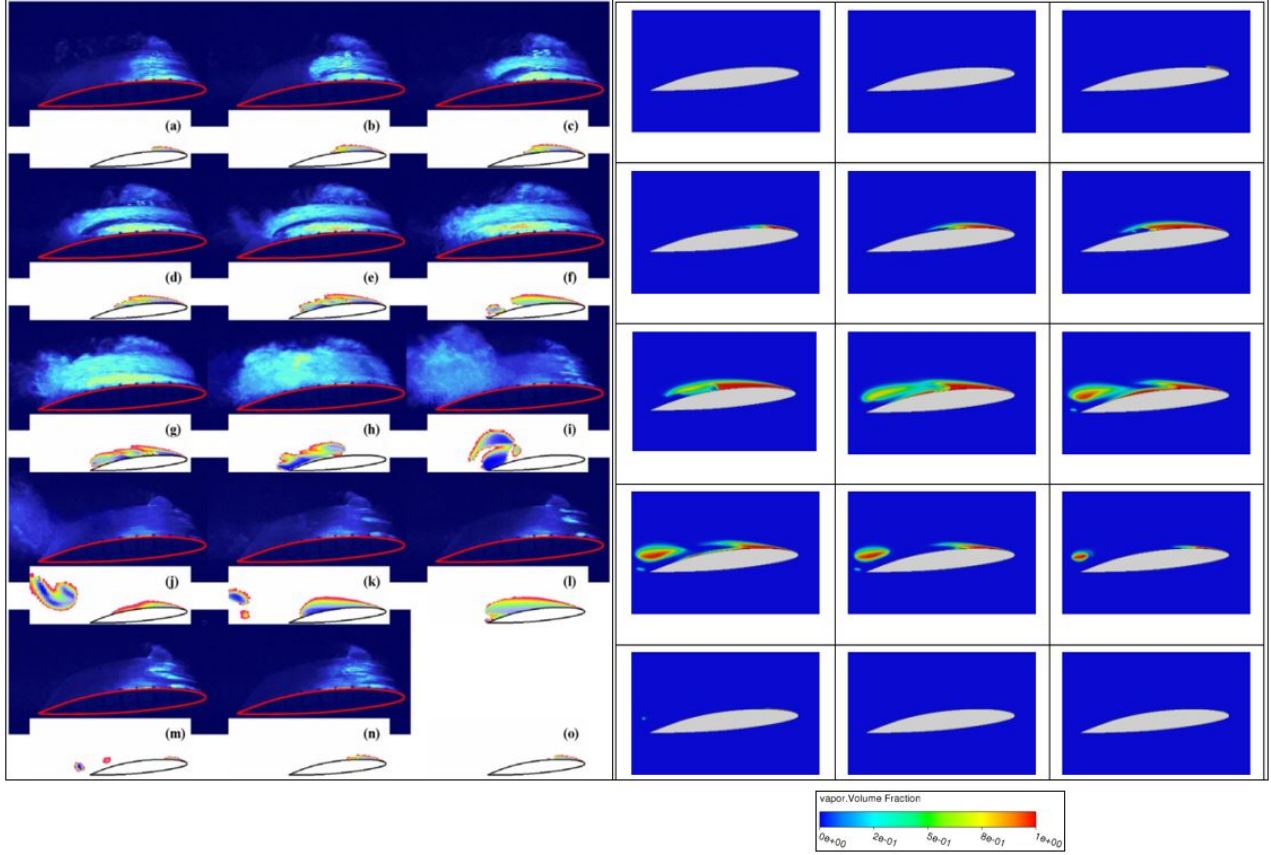 (a) (b) (c)
(d) (e) (f)
(g) (h) (i)
(j) (k) (l)
(m) (n) (o)
vapor.Volume Fraction
0e+00 2e-01 5e-01 8e-01 1e+00